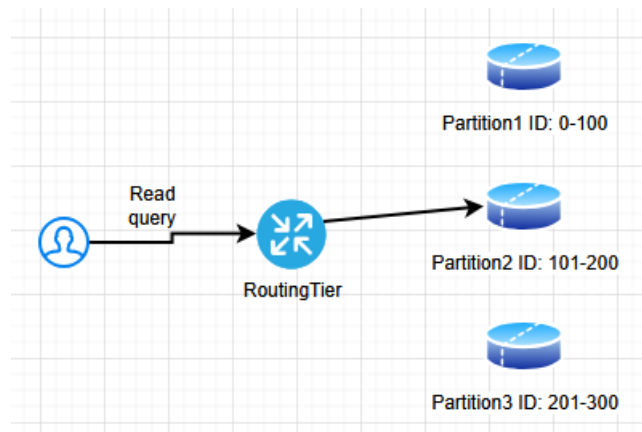 Partition1 ID: 0-100
Read
query
Partition2 ID: 101-200
RoutingTier
Partition3 ID: 201-300